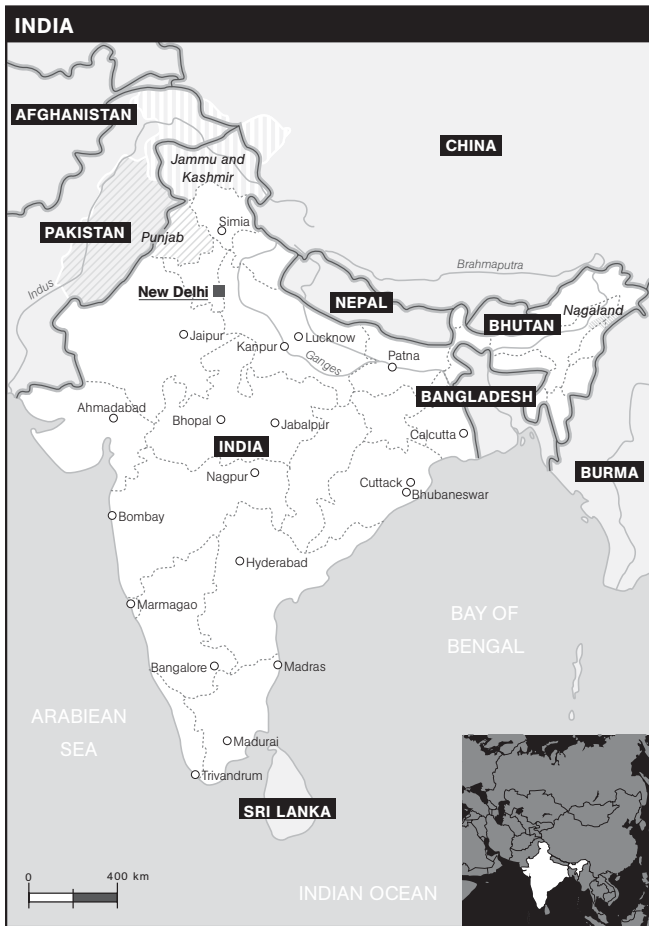 INDIA
AFGHANISTAN
CHINA
Jammu and
Kashmir
PAKISTAN
Punjab
Simia
Brahmaputra
Indus
New Delhi
NEPAL
Nagaland
BHUTAN
Jaipur
Kanpur
Lucknow
Ganges
Patna
BANGLADESH
Ahmadabad
Bhopal
Jabalpur
Calcutta
INDIA
Nagpur
BURMA
Cuttack
Bhubaneswar
Bombay
Hyderabad
Marmagao
BAY OF
BENGAL
Bangalore
Madras
ARABIEAN
SEA
Madurai
Trivandrum
SRI LANKA
0 400 km
INDIAN OCEAN